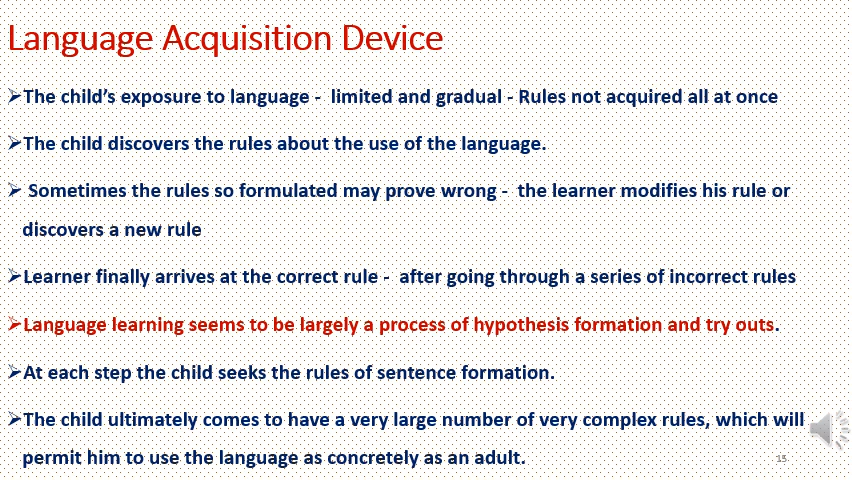 Language Acquisition Device
➢The child’s exposure to language -  limited and gradual - Rules not acquired all at once
➢The child discovers the rules about the use of the language.
➢ Sometimes the rules so formulated may prove wrong -  the learner modifies his rule or
discovers a new rule
➢Learner finally arrives at the correct rule -  after going through a series of incorrect rules
➢Language learning seems to be largely a process of hypothesis formation and try outs.
➢At each step the child seeks the rules of sentence formation.
➢The child ultimately comes to have a very large number of very complex rules, which will
permit him to use the language as concretely as an adult.
15